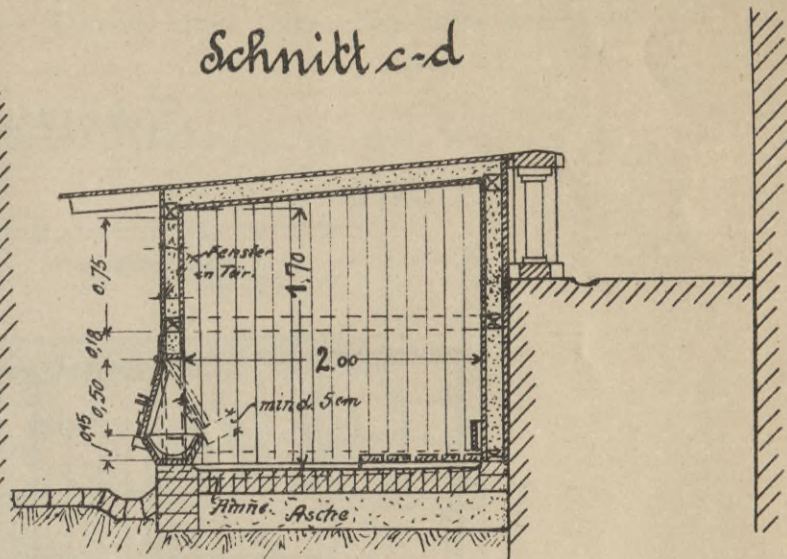 Schnitt c-d
Fenster
in Tür.
1,70
0.75
0,18
2.00
0,50
mind. 5cm
0,15
Asche